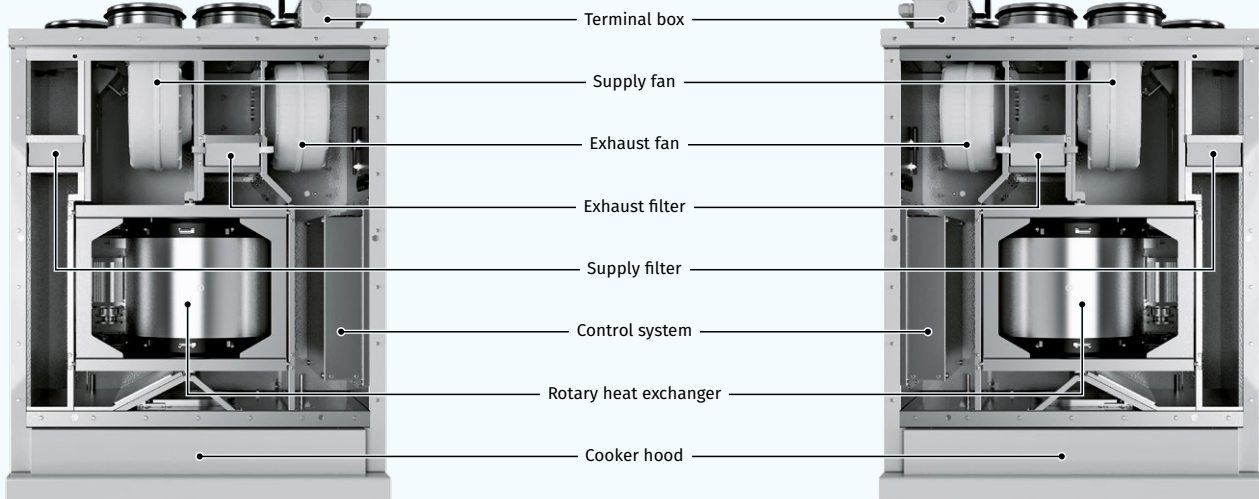 Terminal box
Supply fan
Exhaust fan
Exhaust filter
Supply filter
Control system
Rotary heat exchanger
Cooker hood